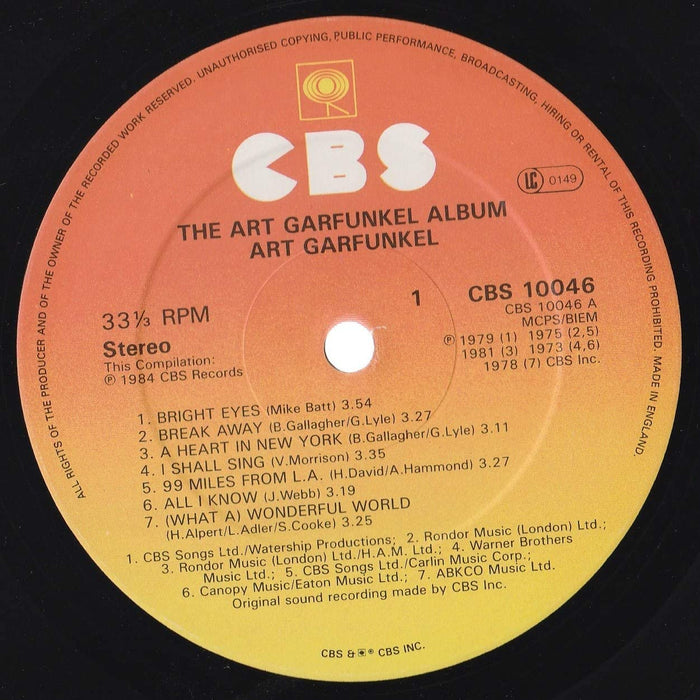 ALL RIGHTS OF THE PRODUCER AND OF THE OWNER OF THE RECORDED WORK RESERVED. UNAUTHORISED COPYING, PUBLIC PERFORMANCE, BROADCASTING, HIRING OR RENTAL OF THIS RECORDING PROHIBITED. MADE IN ENGLAND.
CBS
LC 0149
THE ART GARFUNKEL ALBUM
ART GARFUNKEL
33⅓ RPM
Stereo
This Compilation:
℗ 1984 CBS Records
1
CBS 10046
CBS 10046 A
MCPS/BIEM
℗ 1979 (1) 1975 (2,5)
1981 (3) 1973 (4,6)
1978 (7) CBS Inc.
1. BRIGHT EYES (Mike Batt) 3.54
2. BREAK AWAY (B.Gallagher/G.Lyle) 3.27
3. A HEART IN NEW YORK (B.Gallagher/G.Lyle) 3.11
4. I SHALL SING (V.Morrison) 3.35
5. 99 MILES FROM L.A. (H.David/A.Hammond) 3.27
6. ALL I KNOW (J.Webb) 3.19
7. (WHAT A) WONDERFUL WORLD
(H.Alpert/L.Adler/S.Cooke) 3.25
1. CBS Songs Ltd./Watership Productions; 2. Rondor Music (London) Ltd.;
3. Rondor Music (London) Ltd./H.A.M. Ltd.; 4. Warner Brothers
Music Ltd.; 5. CBS Songs Ltd./Carlin Music Corp.;
6. Canopy Music/Eaton Music Ltd.; 7. ABKCO Music Ltd.
Original sound recording made by CBS Inc.
CBS & ® CBS INC.